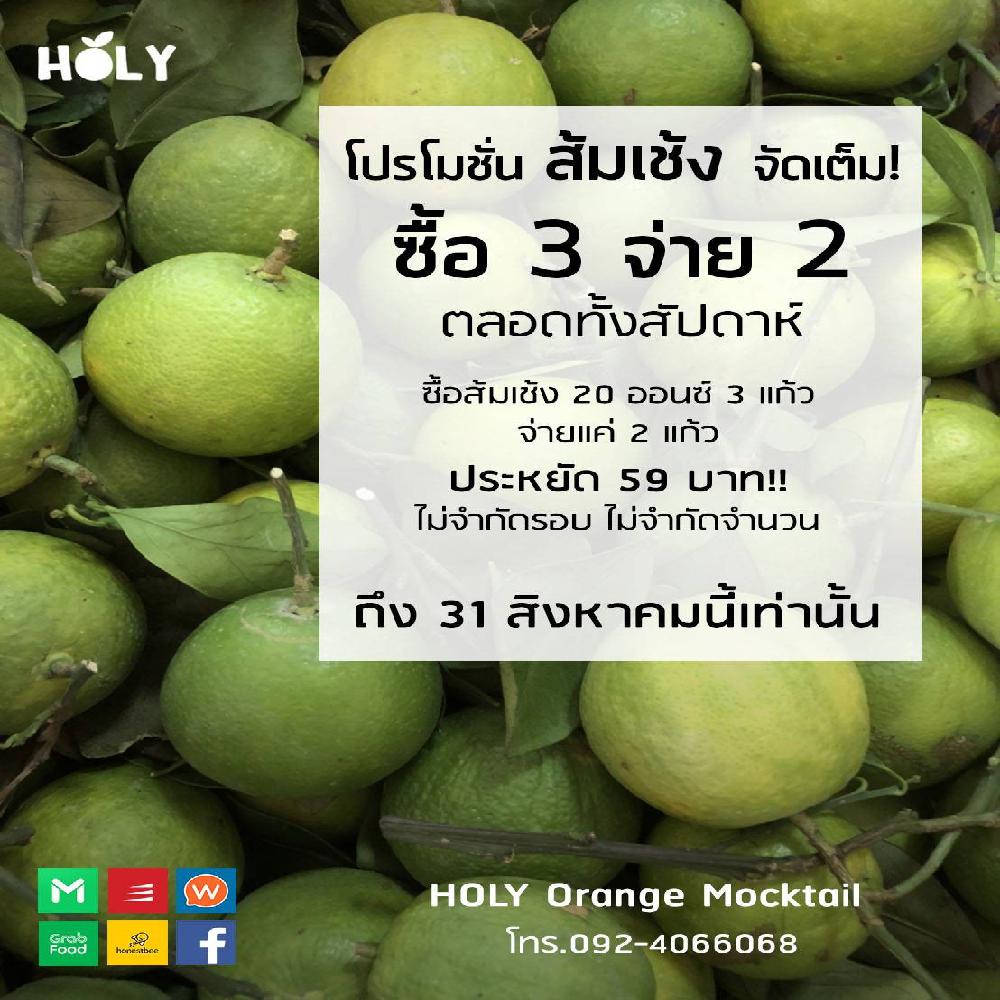 HOLY
โปรโมชั่น ส้มเช้ง จัดเต็ม!
ซื้อ 3 จ่าย 2
ตลอดทั้งสัปดาห์
ซื้อส้มเช้ง 20 ออนซ์ 3 แก้ว
จ่ายแค่ 2 แก้ว
ประหยัด 59 บาท!!
ไม่จำกัดรอบ ไม่จำกัดจำนวน
ถึง 31 สิงหาคมนี้เท่านั้น
HOLY Orange Mocktail
โทร.092-4066068
Grab
Food
honestbee